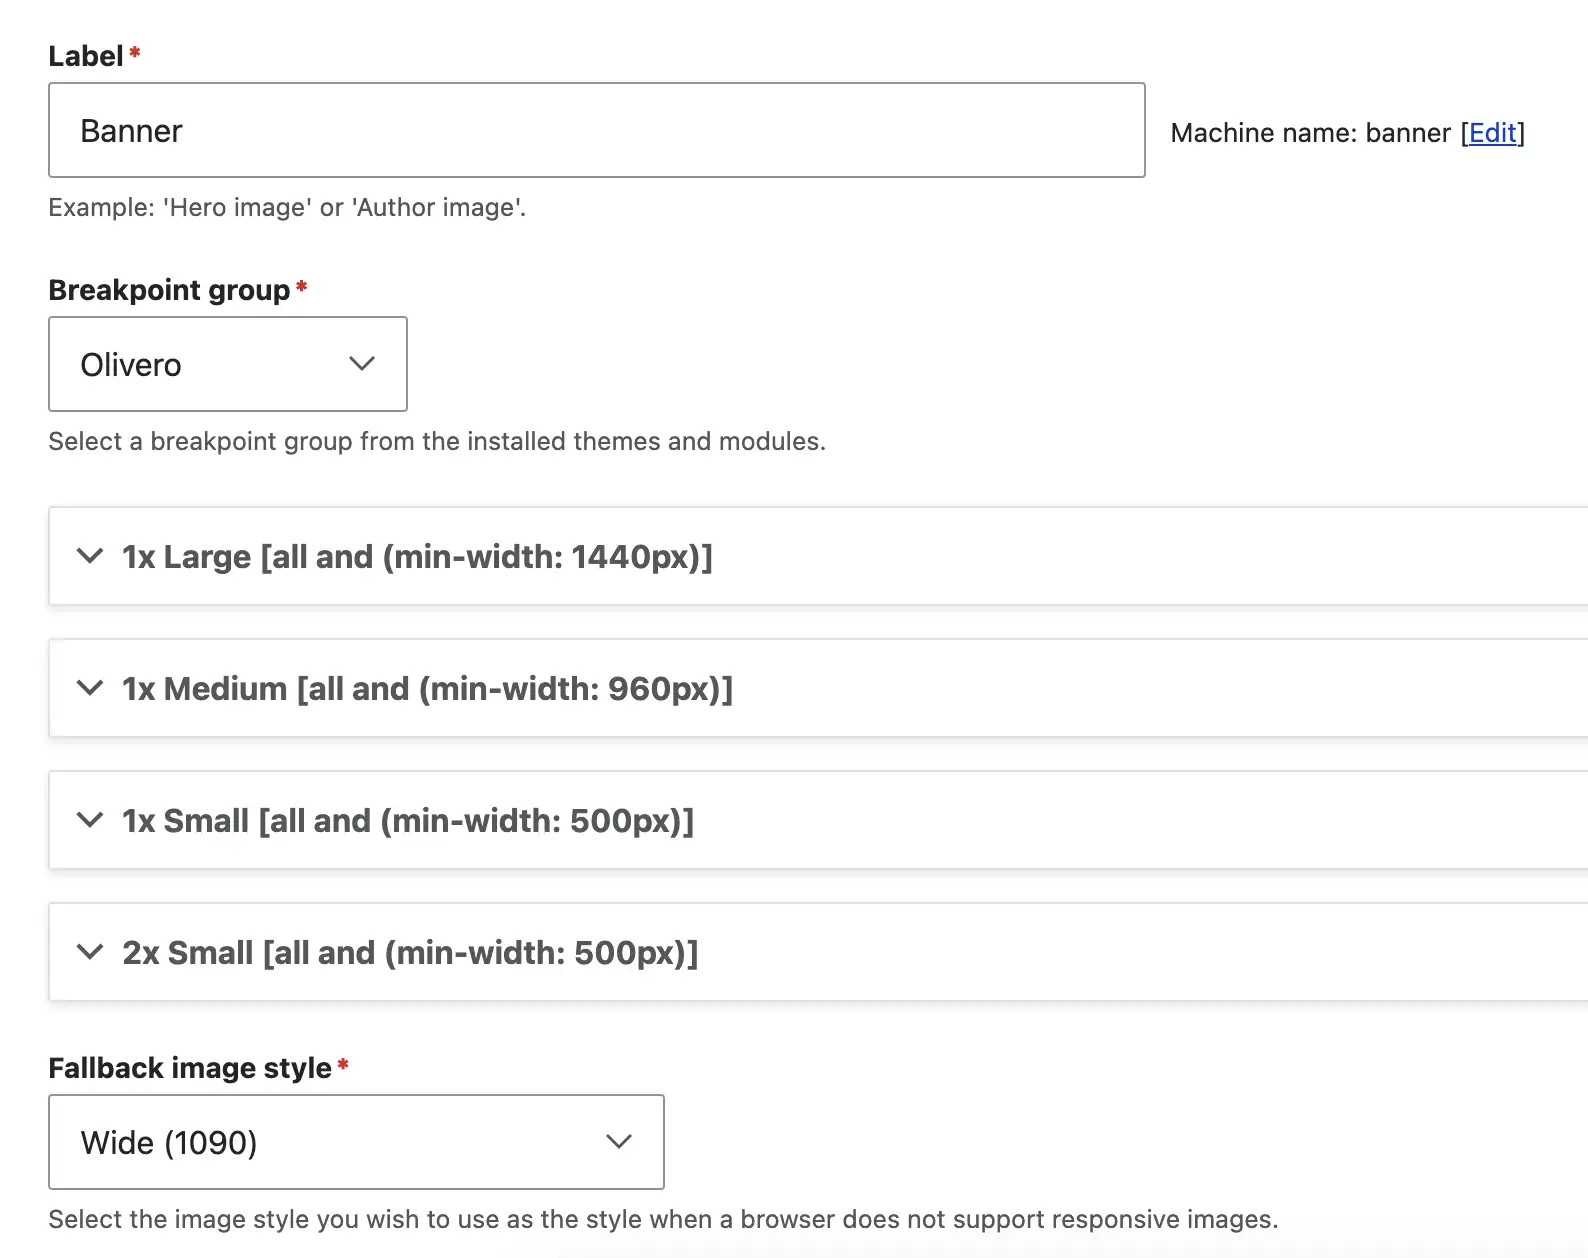 Label*
Banner
Machine name: banner [Edit]
Example: 'Hero image' or 'Author image'.
Breakpoint group*
Olivero
Select a breakpoint group from the installed themes and modules.
1x Large [all and (min-width: 1440px)]
1x Medium [all and (min-width: 960px)]
1x Small [all and (min-width: 500px)]
2x Small [all and (min-width: 500px)]
Fallback image style*
Wide (1090)
Select the image style you wish to use as the style when a browser does not support responsive images.